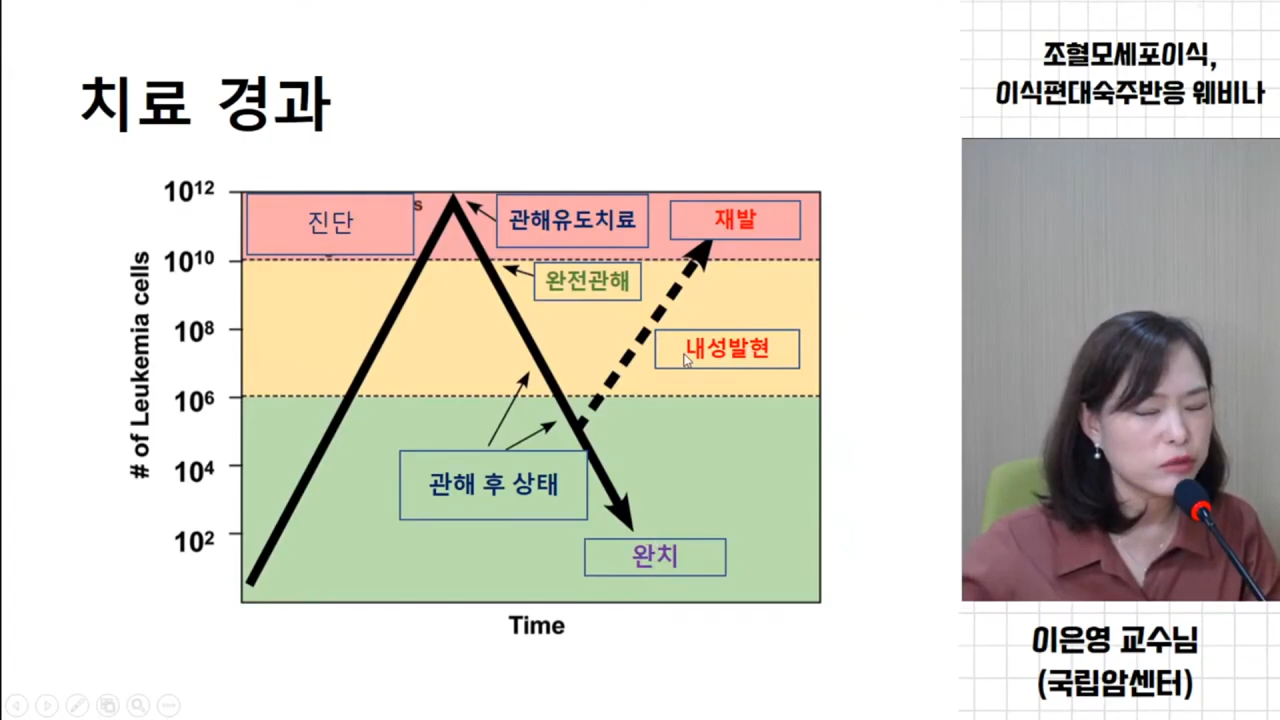 치료 경과
조혈모세포이식,
이식편대숙주반응 웨비나
# of Leukemia cells
10¹²
10¹⁰
10⁸
10⁶
10⁴
10²
진단
s
관해유도치료
재발
완전관해
내성발현
관해 후 상태
완치
Time
이은영 교수님
(국립암센터)